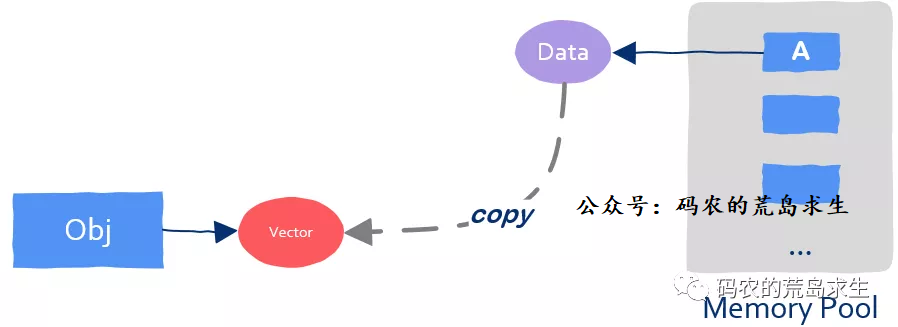 Data
A
Obj
Vector
copy
公众号：码农的荒岛求生
...
码农的荒岛求生
Memory Pool